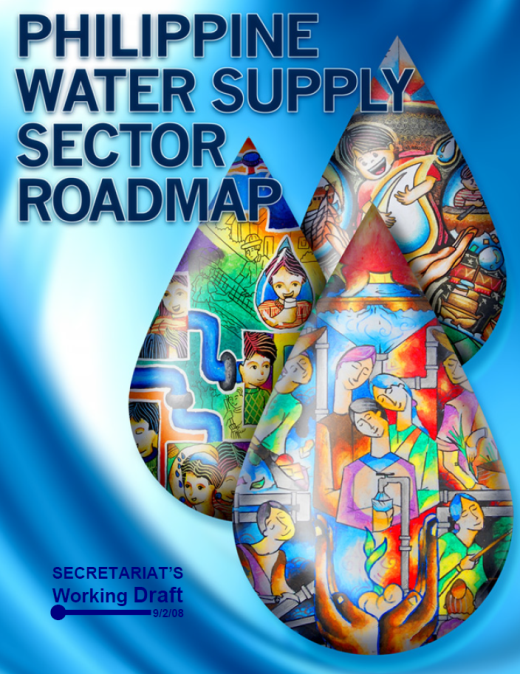 PHILIPPINE
WATER SUPPLY
SECTOR
ROADMAP
SECRETARIAT'S
Working Draft
9/2/08